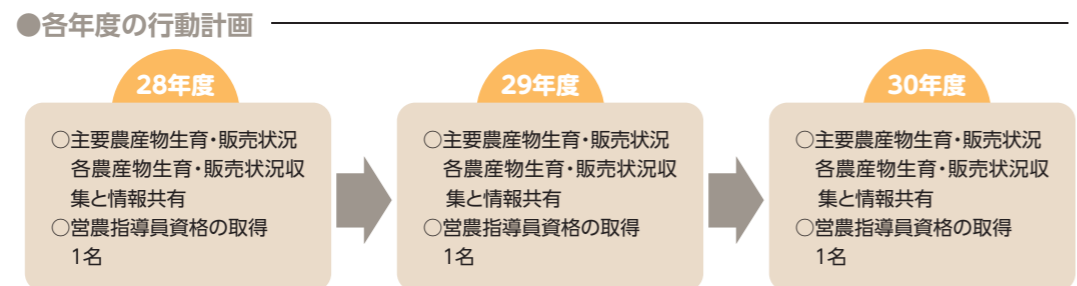 ●各年度の行動計画
28年度
○主要農産物生育・販売状況
各農産物生育・販売状況収
集と情報共有
○営農指導員資格の取得
1名
29年度
○主要農産物生育・販売状況
各農産物生育・販売状況収
集と情報共有
○営農指導員資格の取得
1名
30年度
○主要農産物生育・販売状況
各農産物生育・販売状況収
集と情報共有
○営農指導員資格の取得
1名